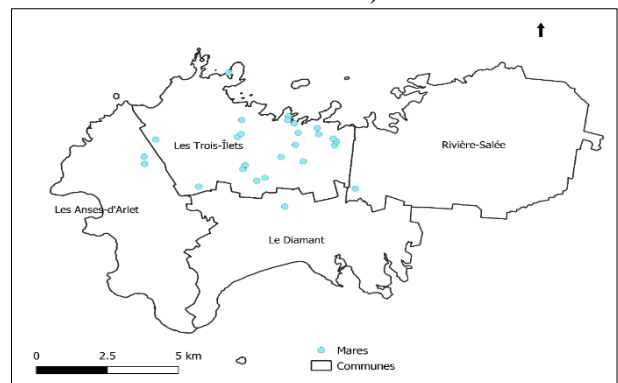 Les Trois-Îlets
Rivière-Salée
Les Anses-d'Arlet
Le Diamant
0 2.5 5 km
Mares
Communes